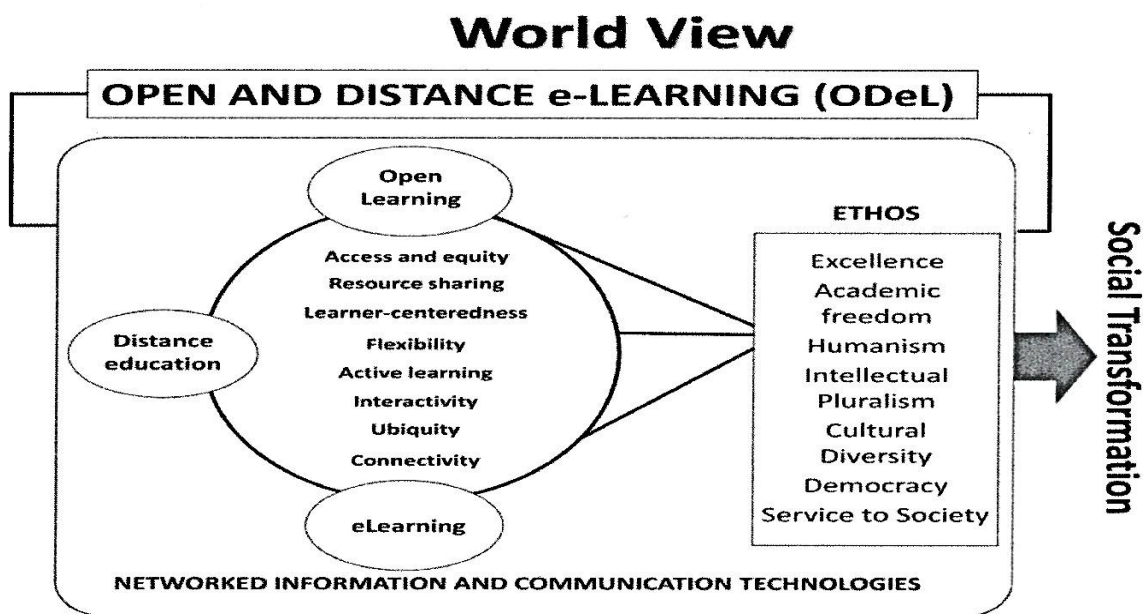 World View
OPEN AND DISTANCE e-LEARNING (ODeL)
Open
Learning
Distance
education
Access and equity
Resource sharing
Learner-centeredness
Flexibility
Active learning
Interactivity
Ubiquity
Connectivity
eLearning
ETHOS
Excellence
Academic
freedom
Humanism
Intellectual
Pluralism
Cultural
Diversity
Democracy
Service to Society
Social Transformation
NETWORKED INFORMATION AND COMMUNICATION TECHNOLOGIES